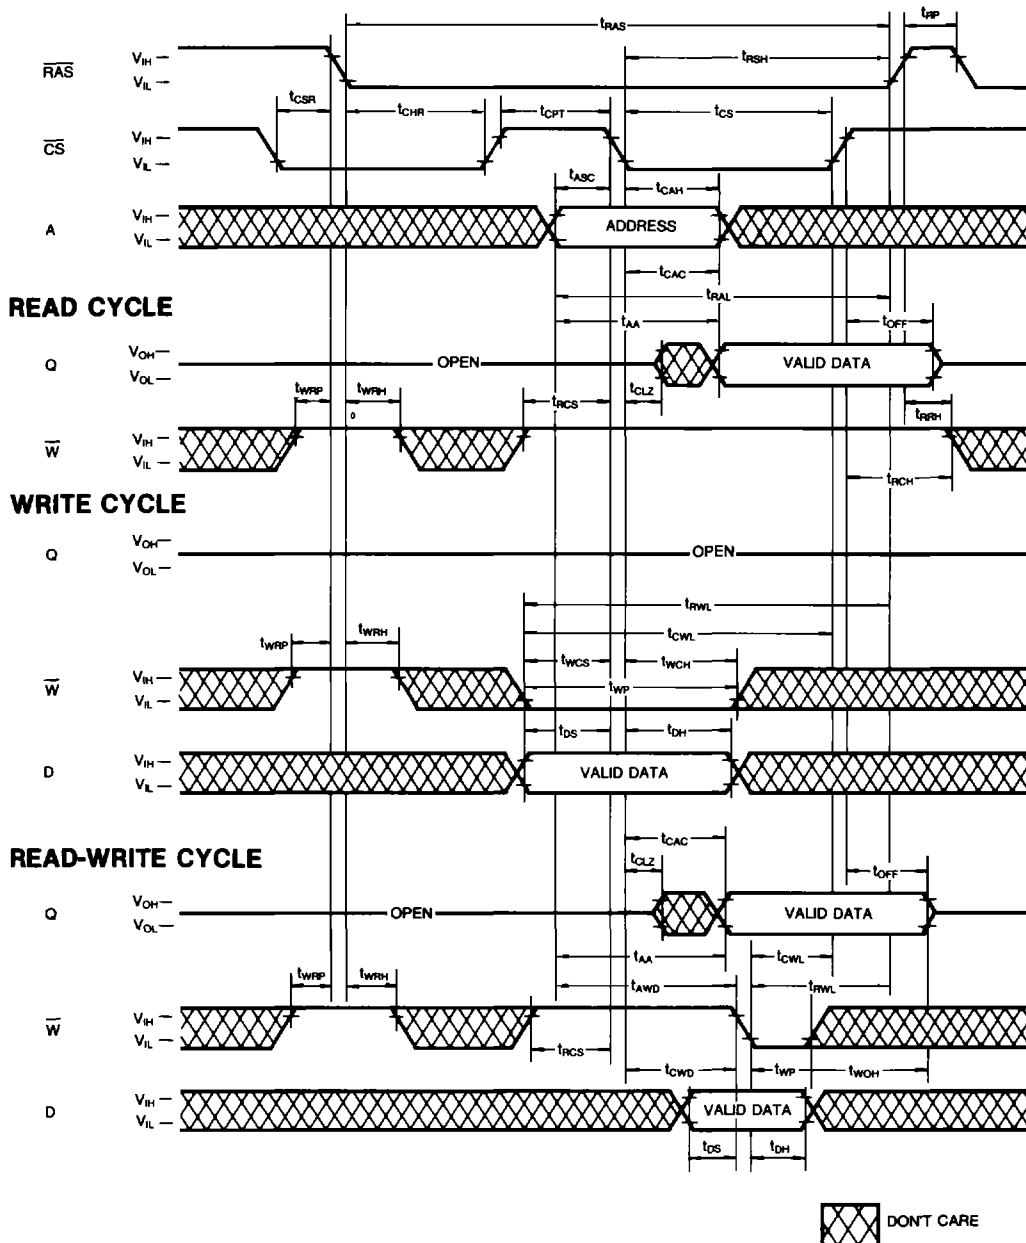 tRAS
tRP
RAS
VIH
VIL
tRSH
tCSR
tCHR
tCPT
tCS
CS
VIH
VIL
tASC
tCAH
A
VIH
VIL
ADDRESS
tCAC
tRAL
READ CYCLE
tAA
tOFF
Q
VOH
VOL
OPEN
VALID DATA
tWRP
tWRH
tRCS
tCLZ
tRRH
W
VIH
VIL
tRCH
WRITE CYCLE
Q
VOH
VOL
OPEN
tRWL
tWRP
tWRH
tCWL
tWCS
tWCH
W
VIH
VIL
tWP
tDS
tDH
D
VIH
VIL
VALID DATA
tCAC
READ-WRITE CYCLE
tCLZ
tOFF
Q
VOH
VOL
OPEN
VALID DATA
tAA
tCWL
tWRP
tWRH
tAWD
tRWL
W
VIH
VIL
tRCS
tCWD
tWP
tWOH
D
VIH
VIL
VALID DATA
tDS
tDH
DON'T CARE